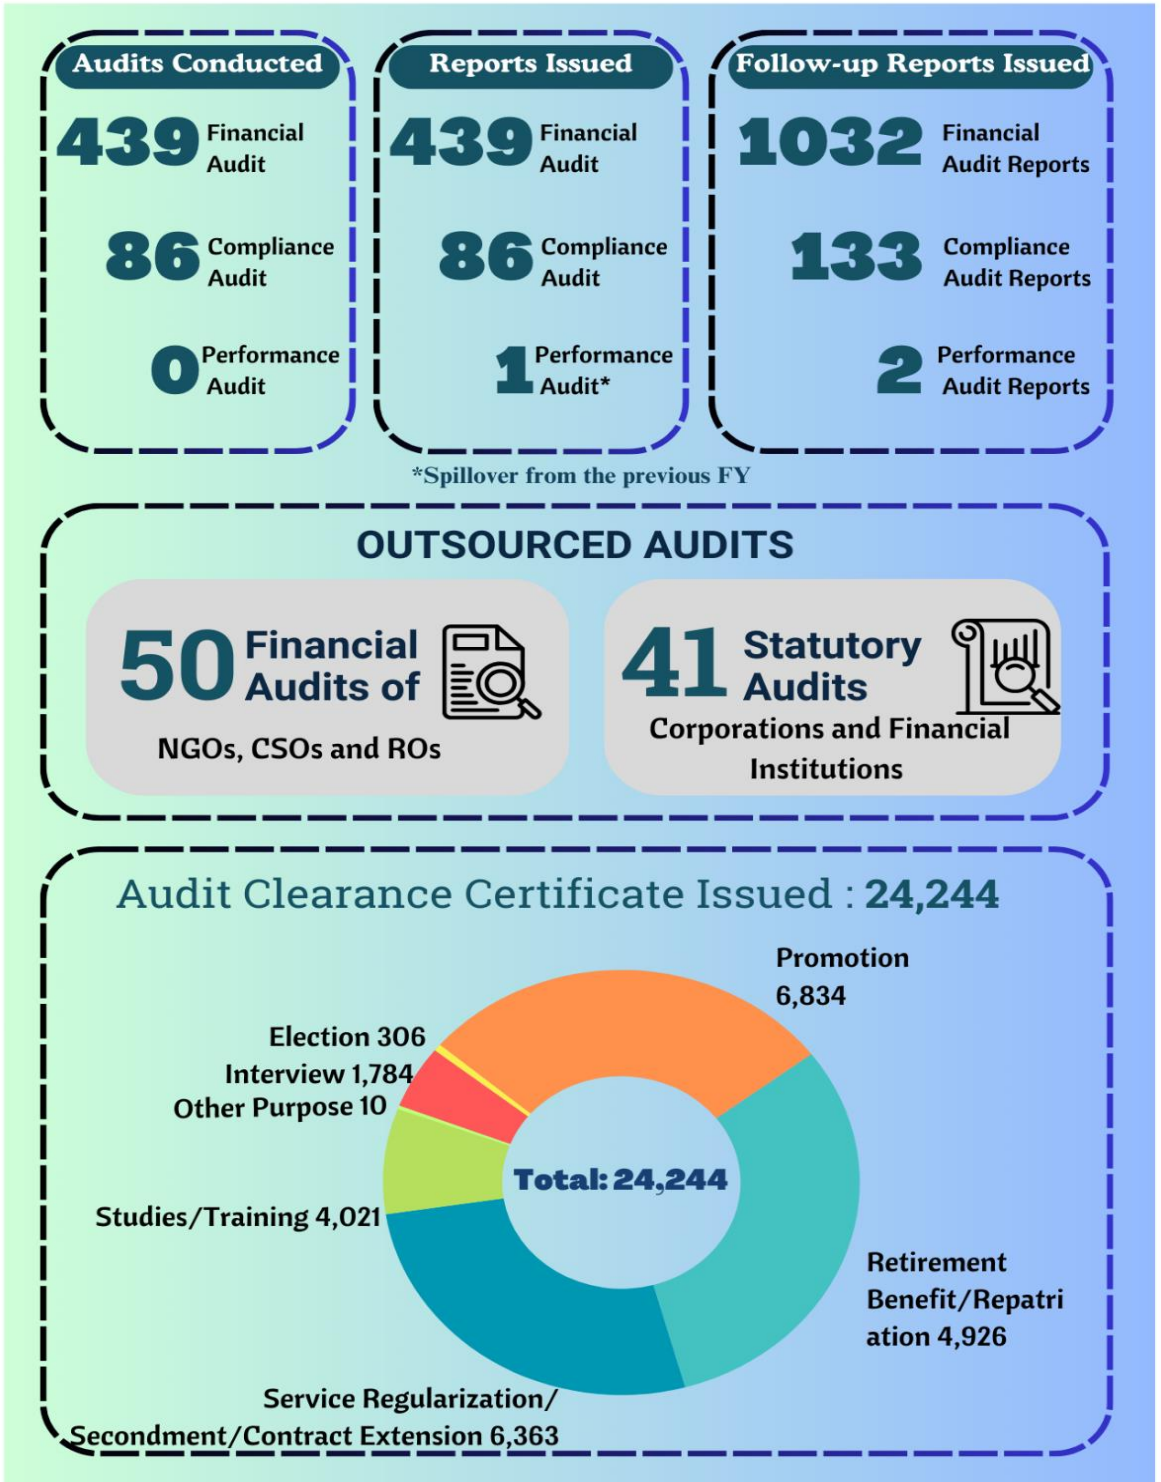 Audits Conducted
439 Financial
Audit
86 Compliance
Audit
0 Performance
Audit
Reports Issued
439 Financial
Audit
86 Compliance
Audit
1 Performance
Audit*
Follow-up Reports Issued
1032 Financial
Audit Reports
133 Compliance
Audit Reports
2 Performance
Audit Reports
*Spillover from the previous FY
OUTSOURCED AUDITS
50 Financial
Audits of
NGOs, CSOs and ROs
41 Statutory
Audits
Corporations and Financial
Institutions
Audit Clearance Certificate Issued : 24,244
Promotion
6,834
Election 306
Interview 1,784
Other Purpose 10
Total: 24,244
Studies/Training 4,021
Retirement
Benefit/Repatri
ation 4,926
Service Regularization/
Secondment/Contract Extension 6,363